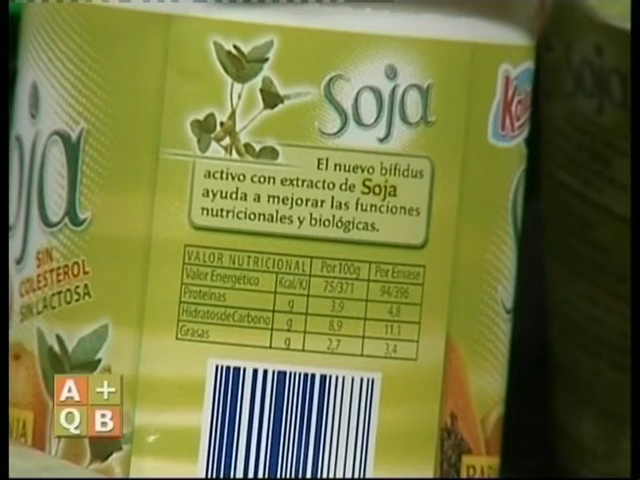 Soja
El nuevo bífidus
activo con extracto de Soja
ayuda a mejorar las funciones
nutricionales y biológicas.
VALOR NUTRICIONAL Por 100g Por Envase
Valor Energético Kcal/KJ 75/371 94/396
Proteínas g 3,9 4,8
Hidratos de Carbono g 8,9 11,1
Grasas g 2,7 3,4
SIN
COLESTEROL
SIN LACTOSA
A +
Q B